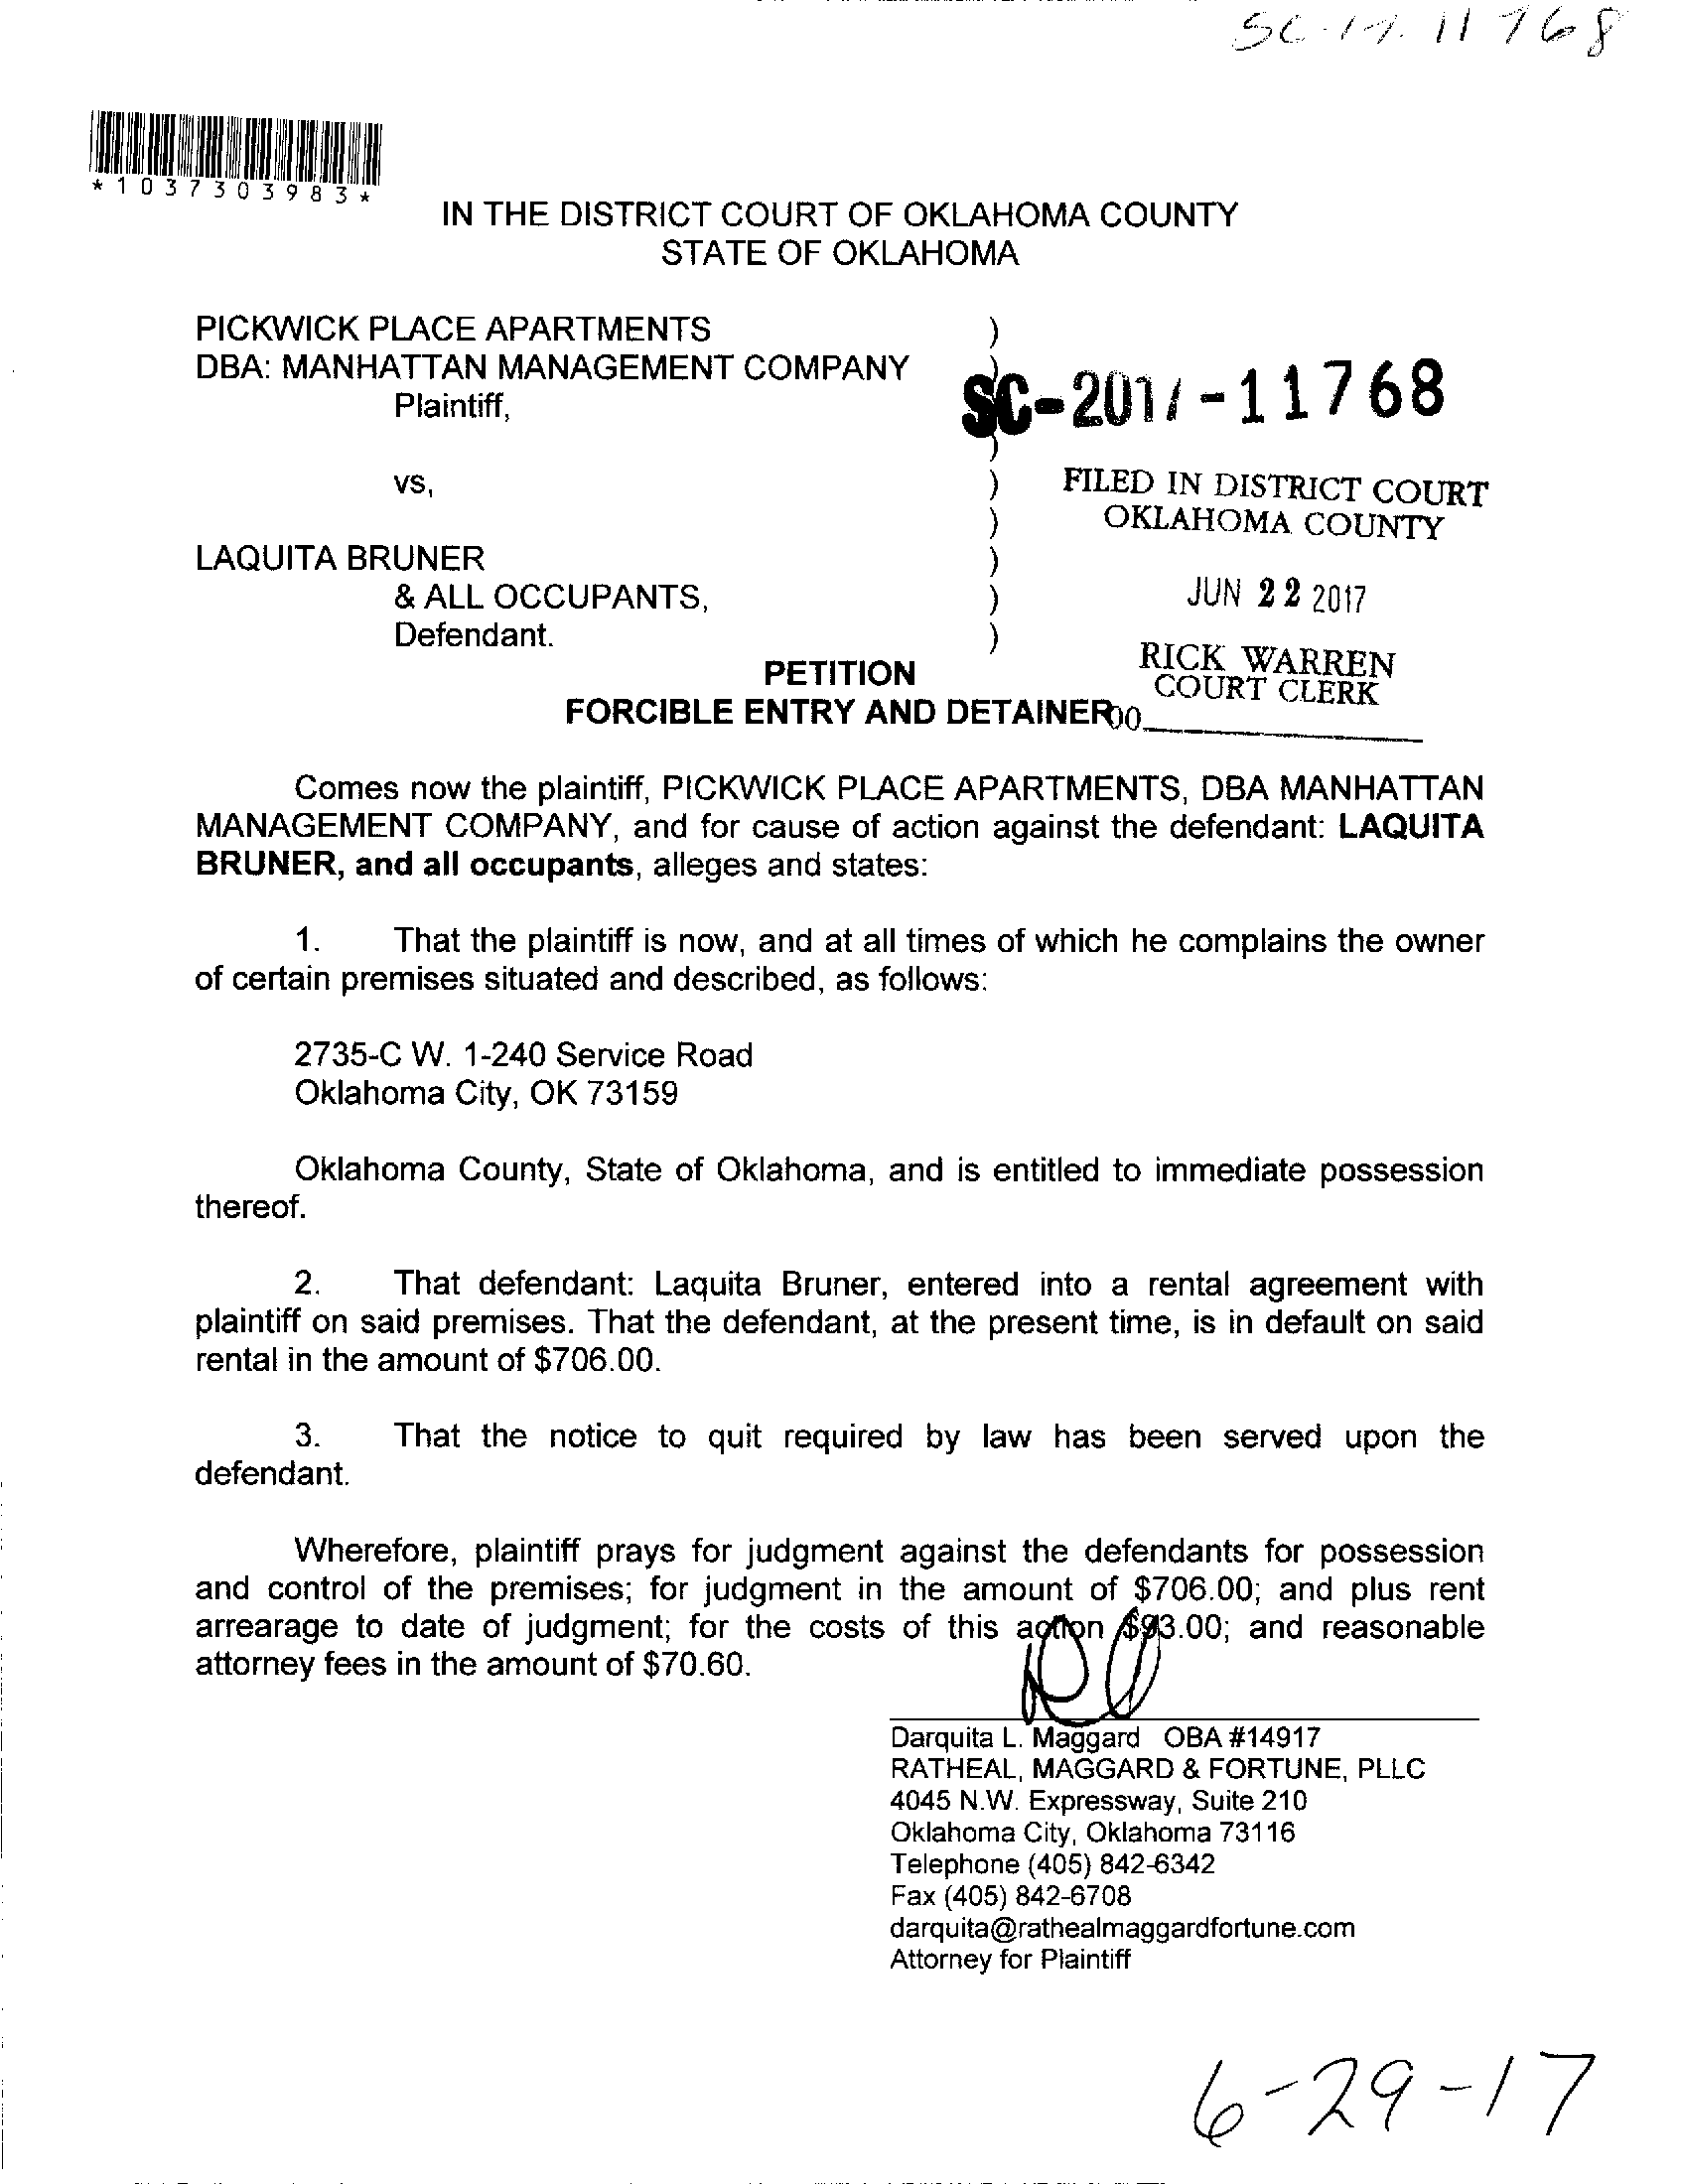 SC-17-11768
*1037303983*
IN THE DISTRICT COURT OF OKLAHOMA COUNTY
STATE OF OKLAHOMA
PICKWICK PLACE APARTMENTS )
DBA: MANHATTAN MANAGEMENT COMPANY )
Plaintiff,
SC-2017-11768
)
vs, )
FILED IN DISTRICT COURT
OKLAHOMA COUNTY
)
LAQUITA BRUNER )
& ALL OCCUPANTS, )
JUN 22 2017
Defendant. )
RICK WARREN
COURT CLERK
PETITION
FORCIBLE ENTRY AND DETAINER
Comes now the plaintiff, PICKWICK PLACE APARTMENTS, DBA MANHATTAN
MANAGEMENT COMPANY, and for cause of action against the defendant: LAQUITA
BRUNER, and all occupants, alleges and states:
1. That the plaintiff is now, and at all times of which he complains the owner
of certain premises situated and described, as follows:
2735-C W. 1-240 Service Road
Oklahoma City, OK 73159
Oklahoma County, State of Oklahoma, and is entitled to immediate possession
thereof.
2. That defendant: Laquita Bruner, entered into a rental agreement with
plaintiff on said premises. That the defendant, at the present time, is in default on said
rental in the amount of $706.00.
3. That the notice to quit required by law has been served upon the
defendant.
Wherefore, plaintiff prays for judgment against the defendants for possession
and control of the premises; for judgment in the amount of $706.00; and plus rent
arrearage to date of judgment; for the costs of this action $93.00; and reasonable
attorney fees in the amount of $70.60.
Darquita L. Maggard OBA #14917
RATHEAL, MAGGARD & FORTUNE, PLLC
4045 N.W. Expressway, Suite 210
Oklahoma City, Oklahoma 73116
Telephone (405) 842-6342
Fax (405) 842-6708
darquita@rathealmaggardfortune.com
Attorney for Plaintiff
6-29-17